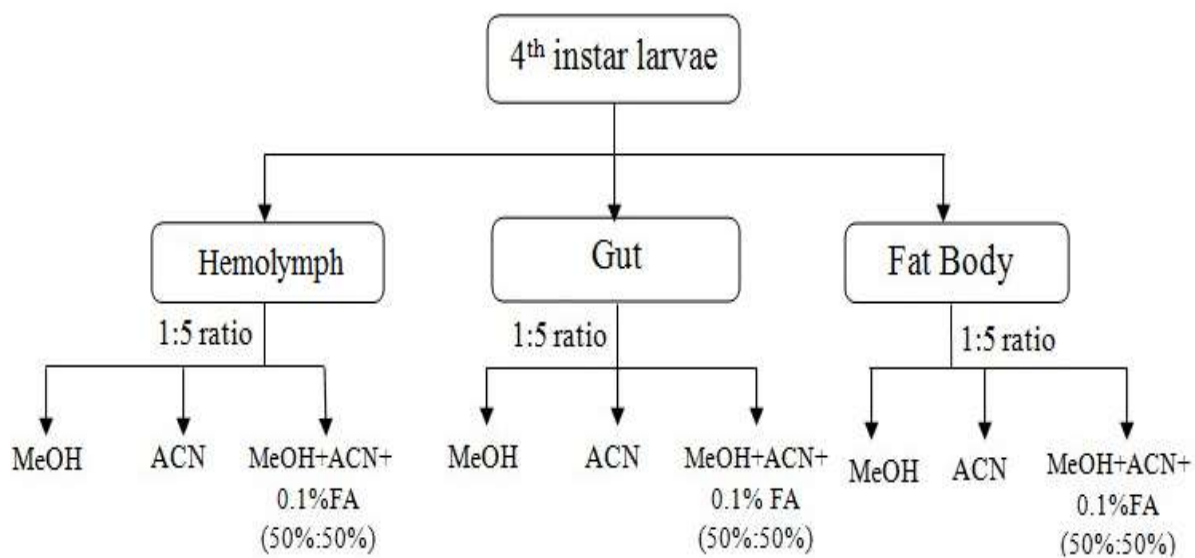 4th instar larvae
Hemolymph
Gut
Fat Body
1:5 ratio
1:5 ratio
1:5 ratio
MeOH
ACN
MeOH+ACN+
0.1%FA
(50%:50%)
MeOH
ACN
MeOH+ACN+
0.1% FA
(50%:50%)
MeOH
ACN
MeOH+ACN+
0.1%FA
(50%:50%)